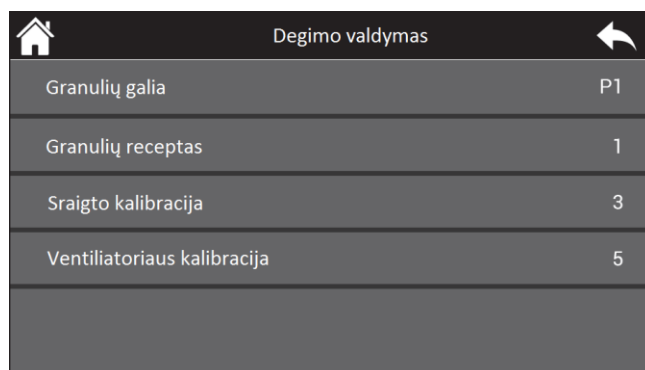 Degimo valdymas
Granulių galia P1
Granulių receptas 1
Sraigto kalibracija 3
Ventiliatoriaus kalibracija 5